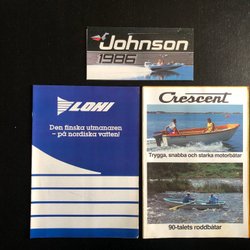 Johnson
1986
LOHI
Den finska utmanaren
- på nordiska vatten!
Crescent
Trygga, snabba och starka motorbåtar
90-talets roddbåtar